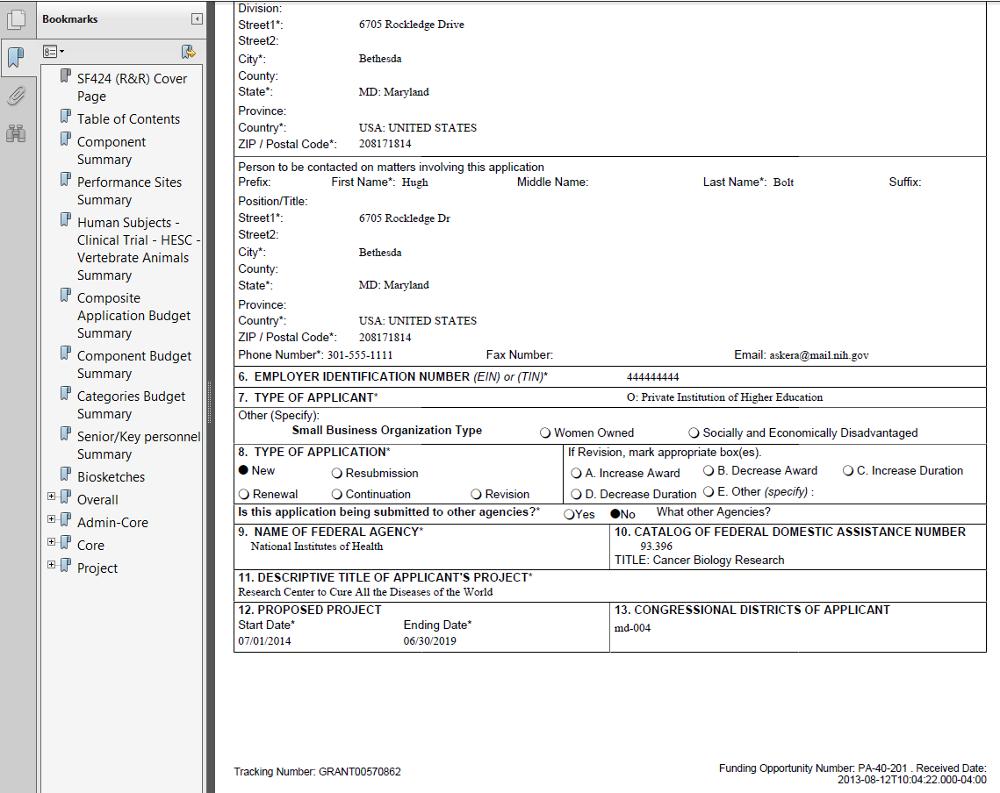 Bookmarks
SF424 (R&R) Cover
Page
Table of Contents
Component
Summary
Performance Sites
Summary
Human Subjects -
Clinical Trial - HESC -
Vertebrate Animals
Summary
Composite
Application Budget
Summary
Component Budget
Summary
Categories Budget
Summary
Senior/Key personnel
Summary
Biosketches
Overall
Admin-Core
Core
Project
Division:
Street1*: 6705 Rockledge Drive
Street2:
City*: Bethesda
County:
State*: MD: Maryland
Province:
Country*: USA: UNITED STATES
ZIP / Postal Code*: 208171814
Person to be contacted on matters involving this application
Prefix: First Name*: Hugh Middle Name: Last Name*: Bolt Suffix:
Position/Title:
Street1*: 6705 Rockledge Dr
Street2:
City*: Bethesda
County:
State*: MD: Maryland
Province:
Country*: USA: UNITED STATES
ZIP / Postal Code*: 208171814
Phone Number*: 301-555-1111 Fax Number: Email: askera@mail.nih.gov
6. EMPLOYER IDENTIFICATION NUMBER (EIN) or (TIN)* 444444444
7. TYPE OF APPLICANT* O: Private Institution of Higher Education
Other (Specify):
Small Business Organization Type Women Owned Socially and Economically Disadvantaged
8. TYPE OF APPLICATION* If Revision, mark appropriate box(es).
New Resubmission A. Increase Award B. Decrease Award C. Increase Duration
Renewal Continuation Revision D. Decrease Duration E. Other (specify) :
Is this application being submitted to other agencies?* Yes No What other Agencies?
9. NAME OF FEDERAL AGENCY* 10. CATALOG OF FEDERAL DOMESTIC ASSISTANCE NUMBER
National Institutes of Health 93.396
TITLE: Cancer Biology Research
11. DESCRIPTIVE TITLE OF APPLICANT'S PROJECT*
Research Center to Cure All the Diseases of the World
12. PROPOSED PROJECT 13. CONGRESSIONAL DISTRICTS OF APPLICANT
Start Date* Ending Date* md-004
07/01/2014 06/30/2019
Tracking Number: GRANT00570862 Funding Opportunity Number: PA-40-201 . Received Date:
2013-08-12T10:04:22.000-04:00